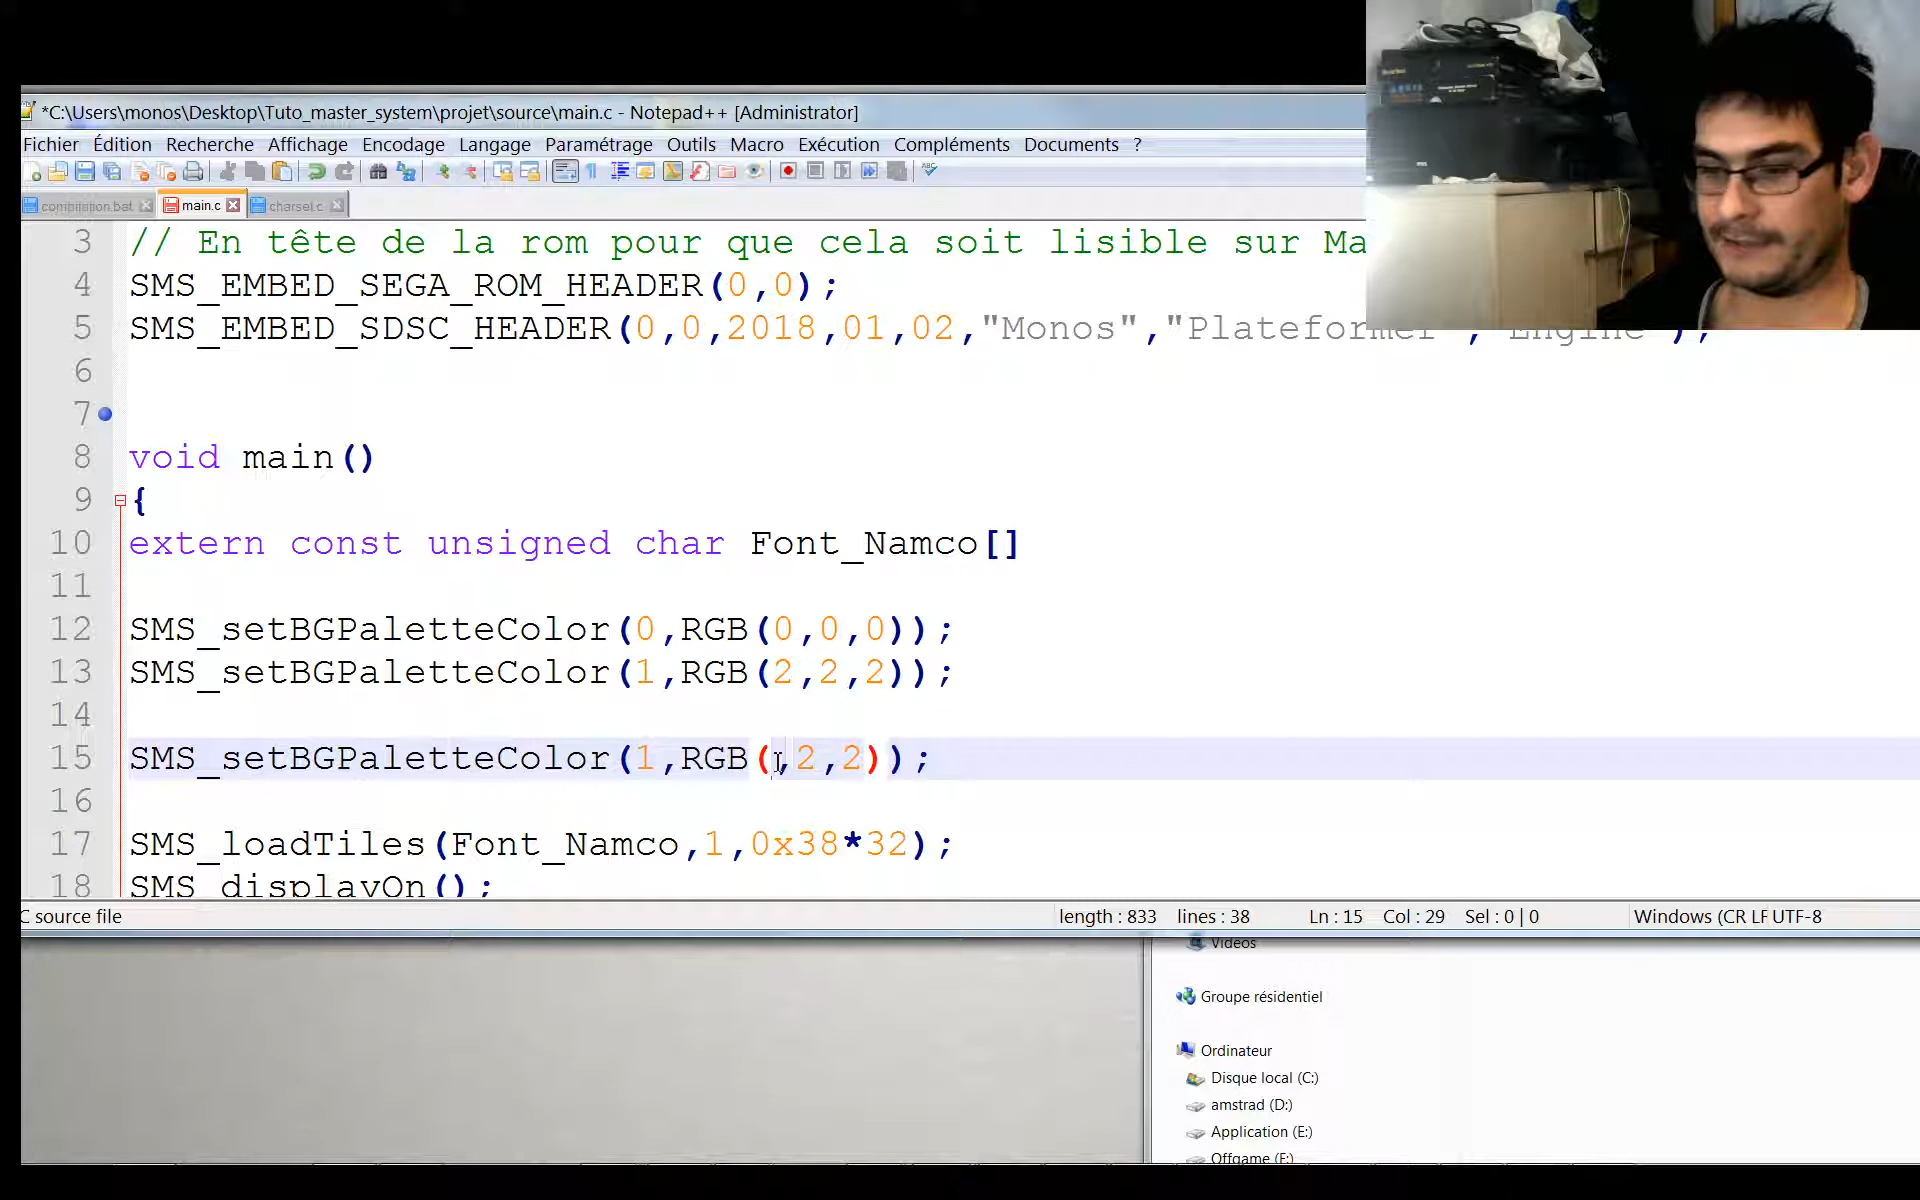 *C:\Users\monos\Desktop\Tuto_master_system\projet\source\main.c - Notepad++ [Administrator]
Fichier Édition Recherche Affichage Encodage Langage Paramétrage Outils Macro Exécution Compléments Documents ?
compilation.bat main.c charset.c
3 // En tête de la rom pour que cela soit lisible sur Ma
4 SMS_EMBED_SEGA_ROM_HEADER(0,0);
5 SMS_EMBED_SDSC_HEADER(0,0,2018,01,02,"Monos","Plateformer","Engine");
6
7
8 void main()
9 {
10 extern const unsigned char Font_Namco[]
11
12 SMS_setBGPaletteColor(0,RGB(0,0,0));
13 SMS_setBGPaletteColor(1,RGB(2,2,2));
14
15 SMS_setBGPaletteColor(1,RGB(,2,2));
16
17 SMS_loadTiles(Font_Namco,1,0x38*32);
18 SMS_displayOn();
C source file length : 833 lines : 38 Ln : 15 Col : 29 Sel : 0 | 0 Windows (CR LF UTF-8
Vidéos
Groupe résidentiel
Ordinateur
Disque local (C:)
amstrad (D:)
Application (E:)
Offgame (F:)